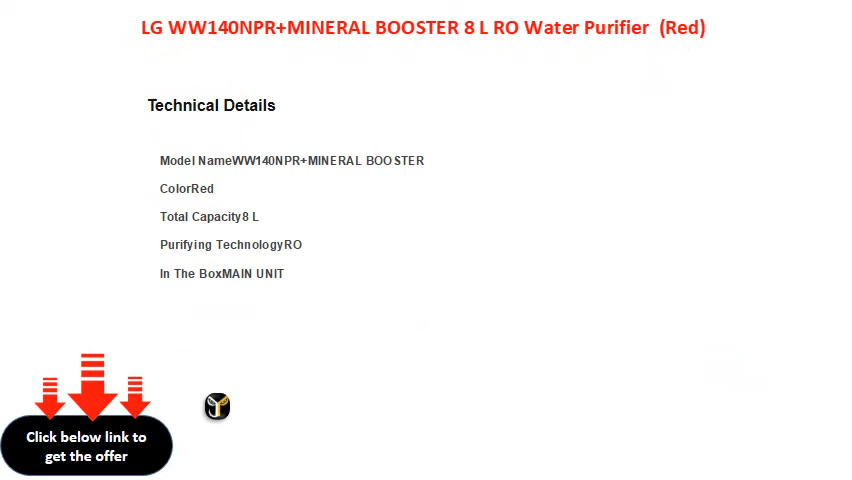 LG WW140NPR+MINERAL BOOSTER 8 L RO Water Purifier (Red)
Technical Details
Model NameWW140NPR+MINERAL BOOSTER
ColorRed
Total Capacity8 L
Purifying TechnologyRO
In The BoxMAIN UNIT
Click below link to
get the offer